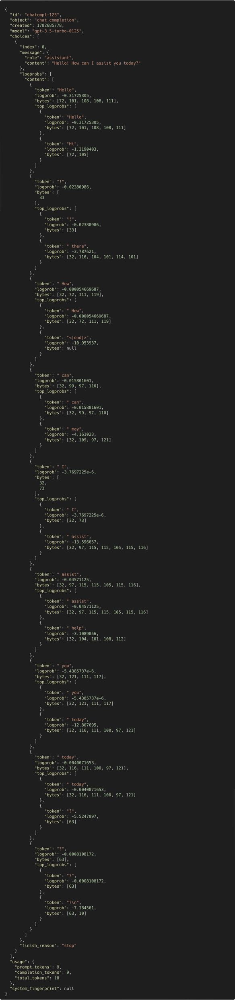 {
  "id": "chatcmpl-123",
  "object": "chat.completion",
  "created": 1702685778,
  "model": "gpt-3.5-turbo-0125",
  "choices": [
    {
      "index": 0,
      "message": {
        "role": "assistant",
        "content": "Hello! How can I assist you today?"
      },
      "logprobs": {
        "content": [
          {
            "token": "Hello",
            "logprob": -0.31725305,
            "bytes": [72, 101, 108, 108, 111],
            "top_logprobs": [
              {
                "token": "Hello",
                "logprob": -0.31725305,
                "bytes": [72, 101, 108, 108, 111]
              },
              {
                "token": "Hi",
                "logprob": -1.3190403,
                "bytes": [72, 105]
              }
            ]
          },
          {
            "token": "!",
            "logprob": -0.02380986,
            "bytes": [
              33
            ],
            "top_logprobs": [
              {
                "token": "!",
                "logprob": -0.02380986,
                "bytes": [33]
              },
              {
                "token": " there",
                "logprob": -3.787621,
                "bytes": [32, 116, 104, 101, 114, 101]
              }
            ]
          },
          {
            "token": " How",
            "logprob": -0.000054669687,
            "bytes": [32, 72, 111, 119],
            "top_logprobs": [
              {
                "token": " How",
                "logprob": -0.000054669687,
                "bytes": [32, 72, 111, 119]
              },
              {
                "token": "<|end|>",
                "logprob": -10.953937,
                "bytes": null
              }
            ]
          },
          {
            "token": " can",
            "logprob": -0.015801601,
            "bytes": [32, 99, 97, 110],
            "top_logprobs": [
              {
                "token": " can",
                "logprob": -0.015801601,
                "bytes": [32, 99, 97, 110]
              },
              {
                "token": " may",
                "logprob": -4.161023,
                "bytes": [32, 109, 97, 121]
              }
            ]
          },
          {
            "token": " I",
            "logprob": -3.7697225e-6,
            "bytes": [
              32,
              73
            ],
            "top_logprobs": [
              {
                "token": " I",
                "logprob": -3.7697225e-6,
                "bytes": [32, 73]
              },
              {
                "token": " assist",
                "logprob": -13.596657,
                "bytes": [32, 97, 115, 115, 105, 115, 116]
              }
            ]
          },
          {
            "token": " assist",
            "logprob": -0.04571125,
            "bytes": [32, 97, 115, 115, 105, 115, 116],
            "top_logprobs": [
              {
                "token": " assist",
                "logprob": -0.04571125,
                "bytes": [32, 97, 115, 115, 105, 115, 116]
              },
              {
                "token": " help",
                "logprob": -3.1089056,
                "bytes": [32, 104, 101, 108, 112]
              }
            ]
          },
          {
            "token": " you",
            "logprob": -5.4385737e-6,
            "bytes": [32, 121, 111, 117],
            "top_logprobs": [
              {
                "token": " you",
                "logprob": -5.4385737e-6,
                "bytes": [32, 121, 111, 117]
              },
              {
                "token": " today",
                "logprob": -12.807695,
                "bytes": [32, 116, 111, 100, 97, 121]
              }
            ]
          },
          {
            "token": " today",
            "logprob": -0.0040071653,
            "bytes": [32, 116, 111, 100, 97, 121],
            "top_logprobs": [
              {
                "token": " today",
                "logprob": -0.0040071653,
                "bytes": [32, 116, 111, 100, 97, 121]
              },
              {
                "token": "?",
                "logprob": -5.5247097,
                "bytes": [63]
              }
            ]
          },
          {
            "token": "?",
            "logprob": -0.0008108172,
            "bytes": [63],
            "top_logprobs": [
              {
                "token": "?",
                "logprob": -0.0008108172,
                "bytes": [63]
              },
              {
                "token": "?\n",
                "logprob": -7.184561,
                "bytes": [63, 10]
              }
            ]
          }
        ]
      },
      "finish_reason": "stop"
    }
  ],
  "usage": {
    "prompt_tokens": 9,
    "completion_tokens": 9,
    "total_tokens": 18
  },
  "system_fingerprint": null
}